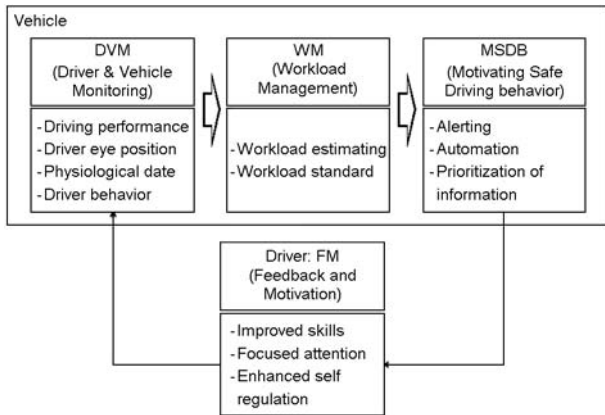 Vehicle
DVM
(Driver & Vehicle
Monitoring)
-Driving performance
-Driver eye position
-Physiological date
-Driver behavior
WM
(Workload
Management)
-Workload estimating
-Workload standard
MSDB
(Motivating Safe
Driving behavior)
-Alerting
-Automation
-Prioritization of
information
Driver: FM
(Feedback and
Motivation)
-Improved skills
-Focused attention
-Enhanced self
regulation